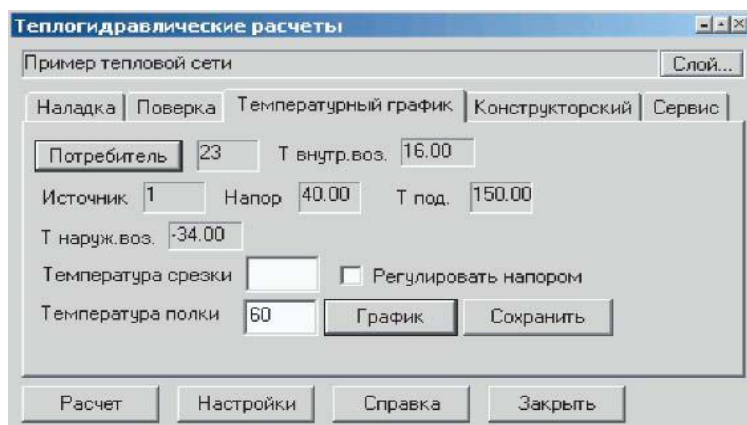 Теплогидравлические расчеты
Пример тепловой сети Слой...
Наладка Поверка Температурный график Конструкторский Сервис
Потребитель 23 Т внутр.воз. 16.00
Источник 1 Напор 40.00 Т под. 150.00
Т наруж.воз. -34.00
Температура срезки Регулировать напором
Температура полки 60 График Сохранить
Расчет Настройки Справка Закрыть